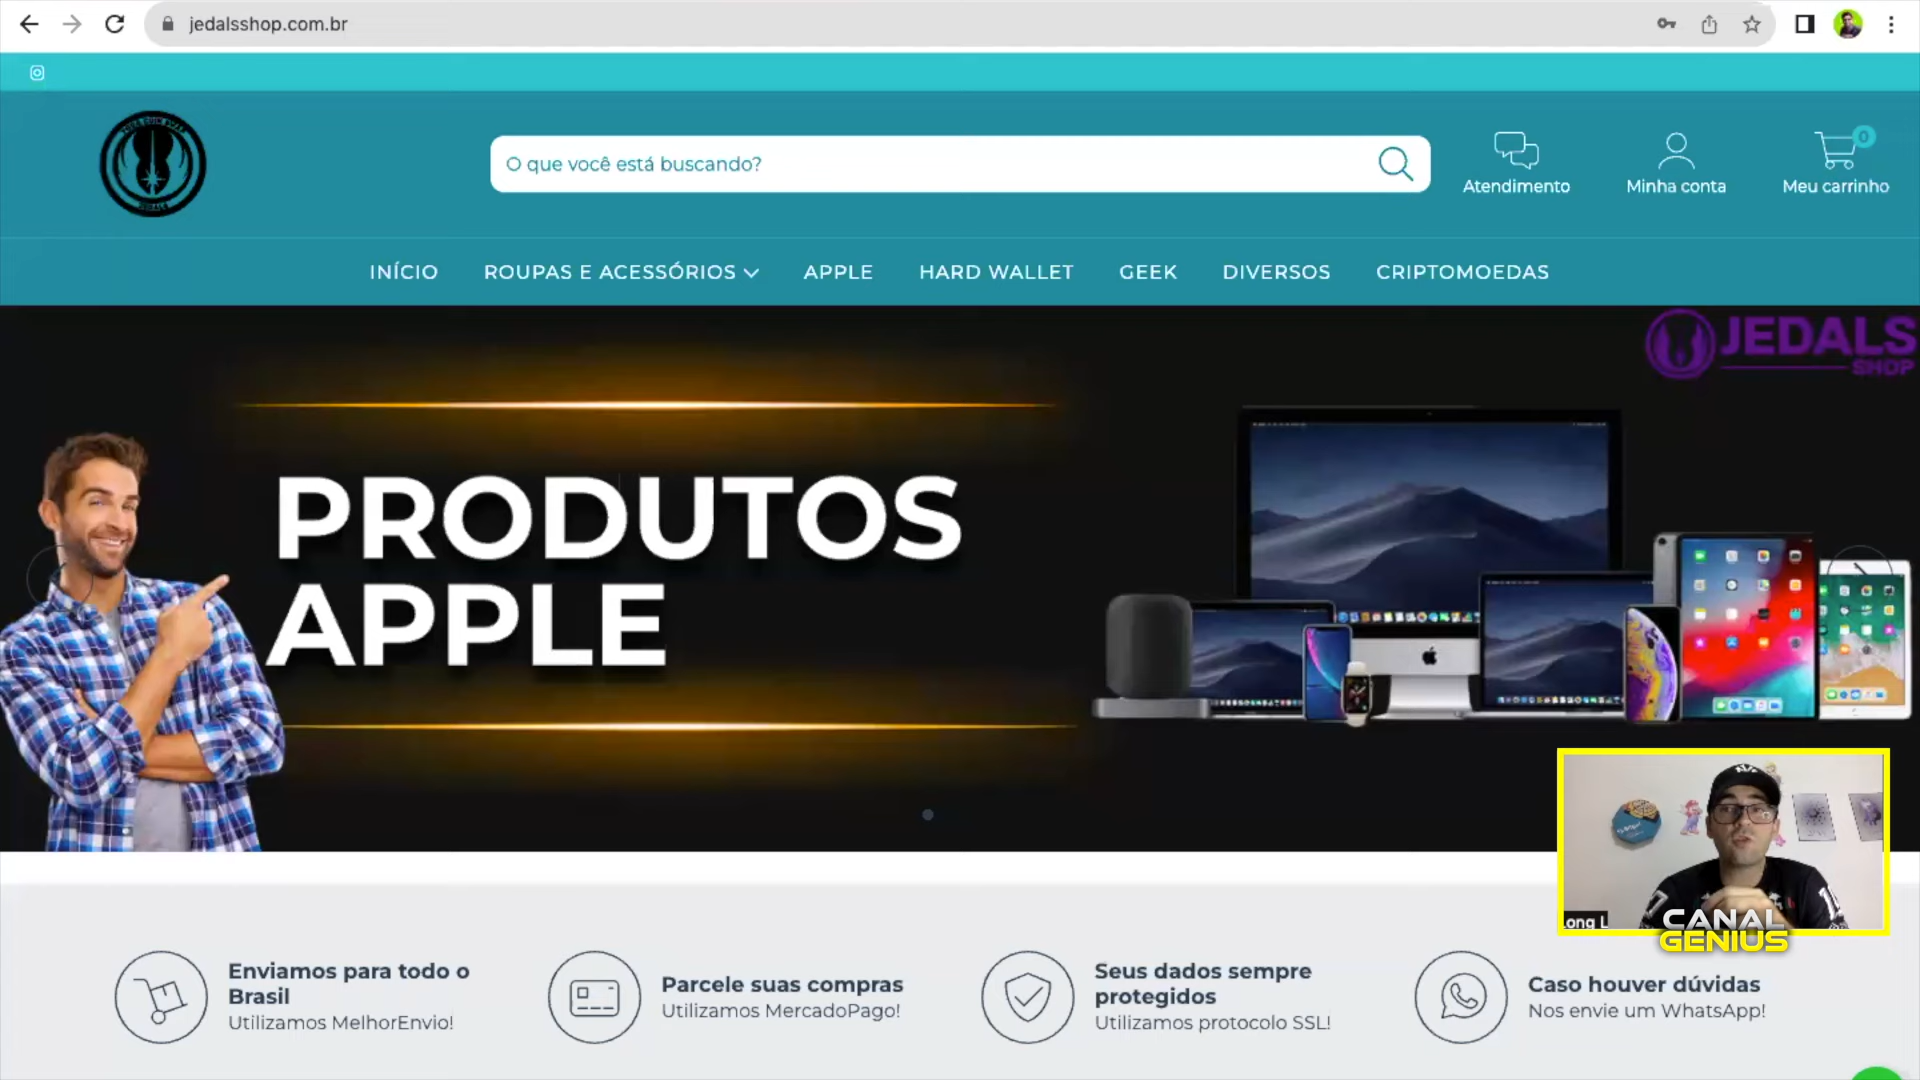 jedalsshop.com.br
O que você está buscando?
Atendimento
Minha conta
0
Meu carrinho
INÍCIO
ROUPAS E ACESSÓRIOS
APPLE
HARD WALLET
GEEK
DIVERSOS
CRIPTOMOEDAS
JEDALS
SHOP
PRODUTOS
APPLE
ong L
CANAL
GENIUS
Enviamos para todo o
Brasil
Utilizamos MelhorEnvio!
Parcele suas compras
Utilizamos MercadoPago!
Seus dados sempre
protegidos
Utilizamos protocolo SSL!
Caso houver dúvidas
Nos envie um WhatsApp!